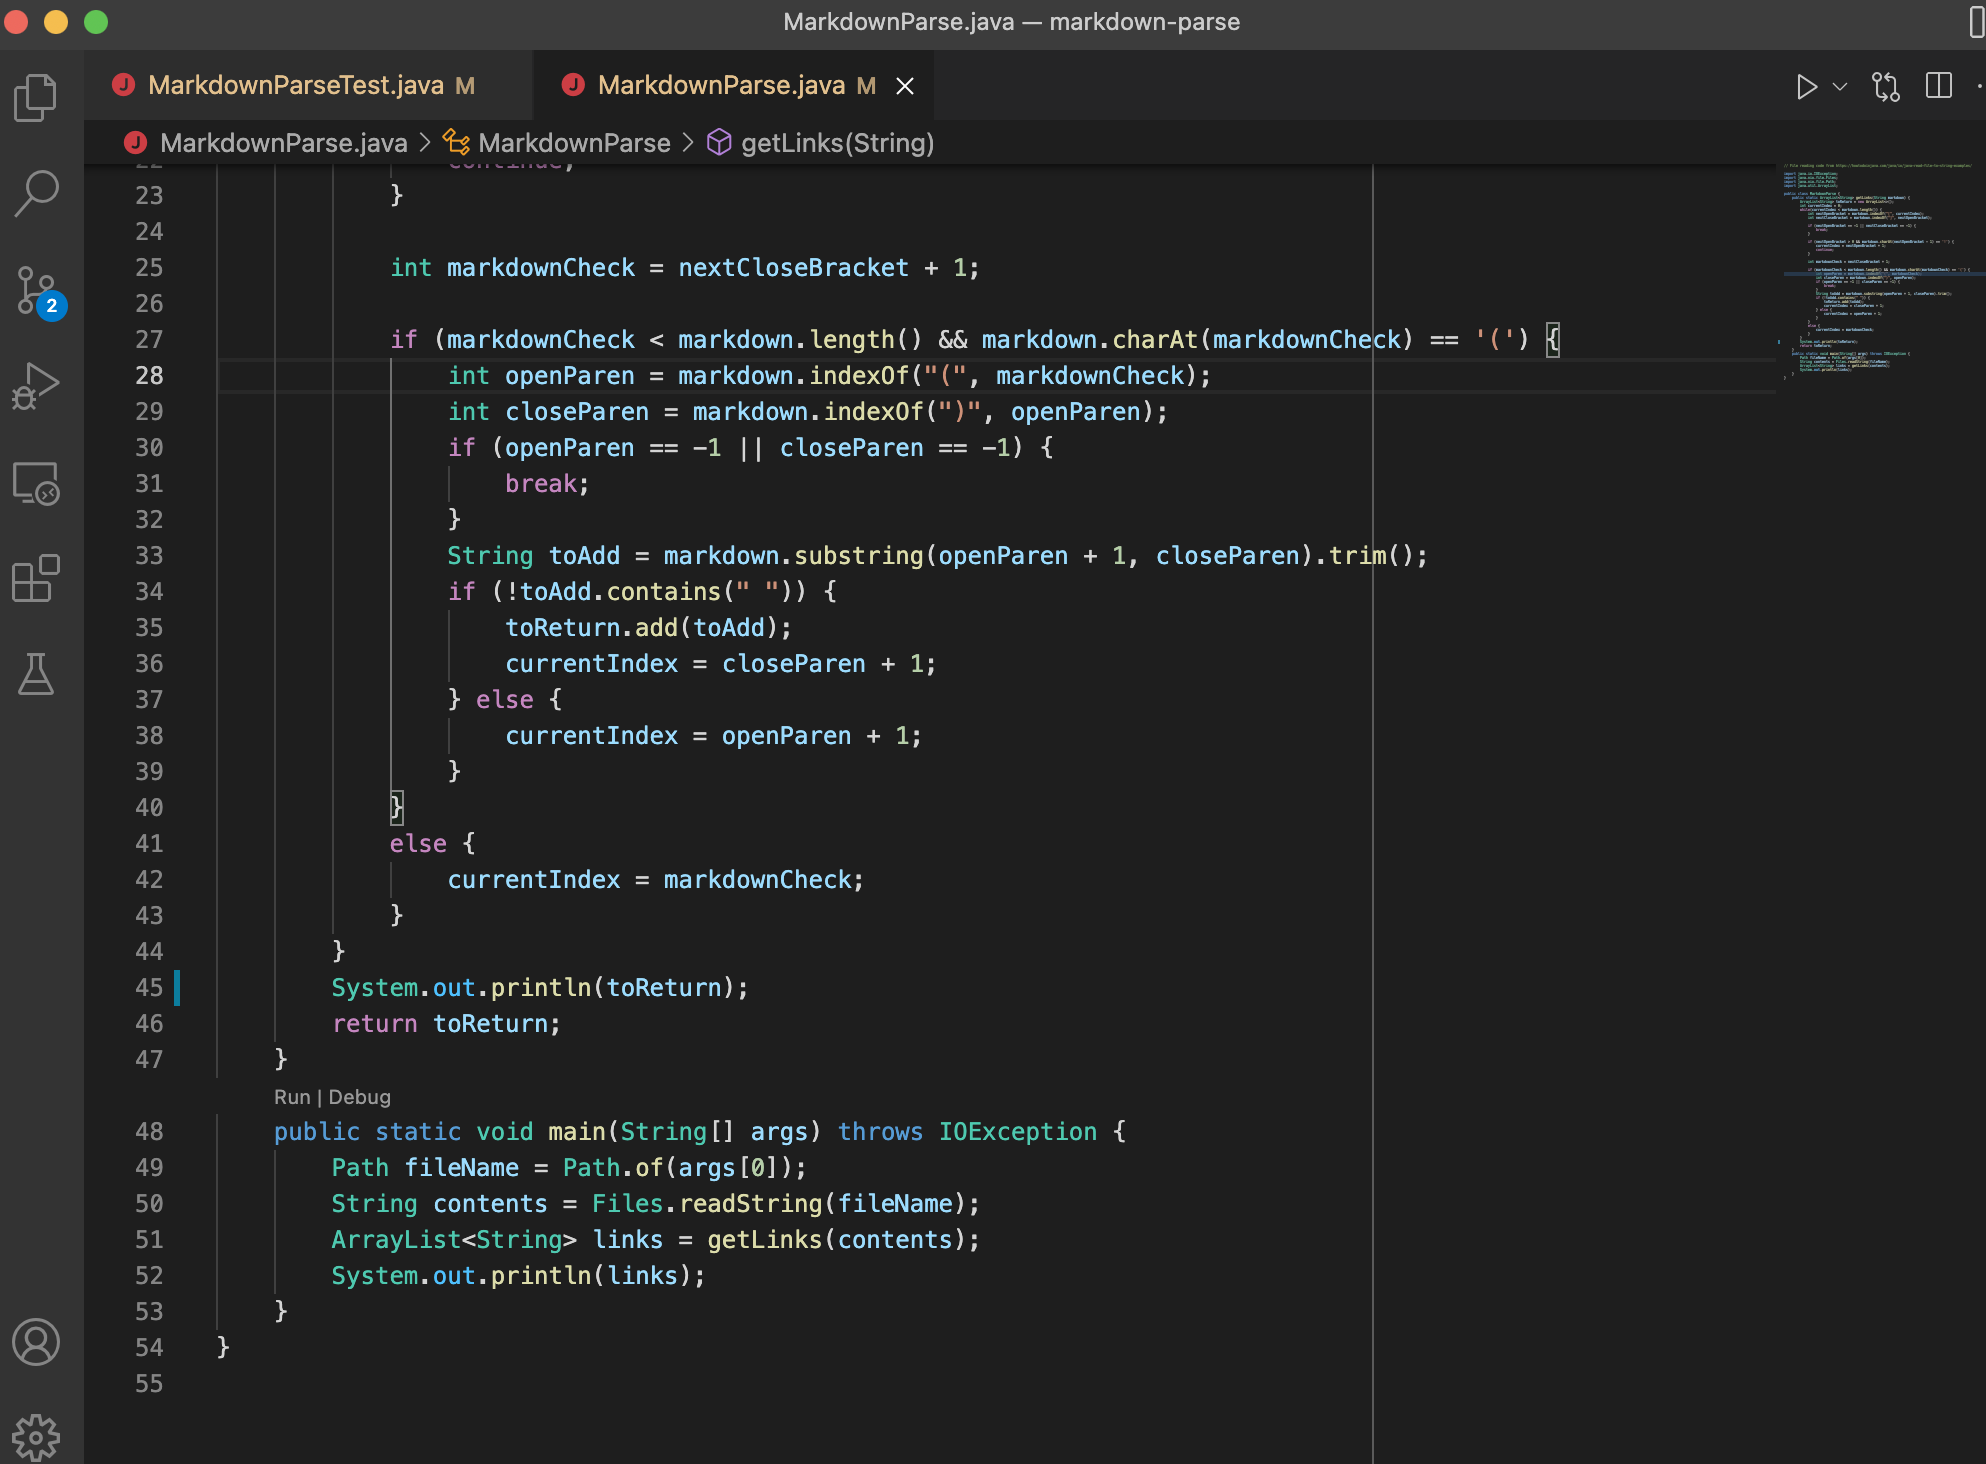 MarkdownParse.java — markdown-parse
MarkdownParseTest.java M
MarkdownParse.java M
MarkdownParse.java > MarkdownParse > getLinks(String)
22 continue;
23 }
24
25 int markdownCheck = nextCloseBracket + 1;
26
27 if (markdownCheck < markdown.length() && markdown.charAt(markdownCheck) == '(') {
28 int openParen = markdown.indexOf("(", markdownCheck);
29 int closeParen = markdown.indexOf(")", openParen);
30 if (openParen == -1 || closeParen == -1) {
31 break;
32 }
33 String toAdd = markdown.substring(openParen + 1, closeParen).trim();
34 if (!toAdd.contains(" ")) {
35 toReturn.add(toAdd);
36 currentIndex = closeParen + 1;
37 } else {
38 currentIndex = openParen + 1;
39 }
40 }
41 else {
42 currentIndex = markdownCheck;
43 }
44 }
45 System.out.println(toReturn);
46 return toReturn;
47 }
Run | Debug
48 public static void main(String[] args) throws IOException {
49 Path fileName = Path.of(args[0]);
50 String contents = Files.readString(fileName);
51 ArrayList<String> links = getLinks(contents);
52 System.out.println(links);
53 }
54 }
55
2